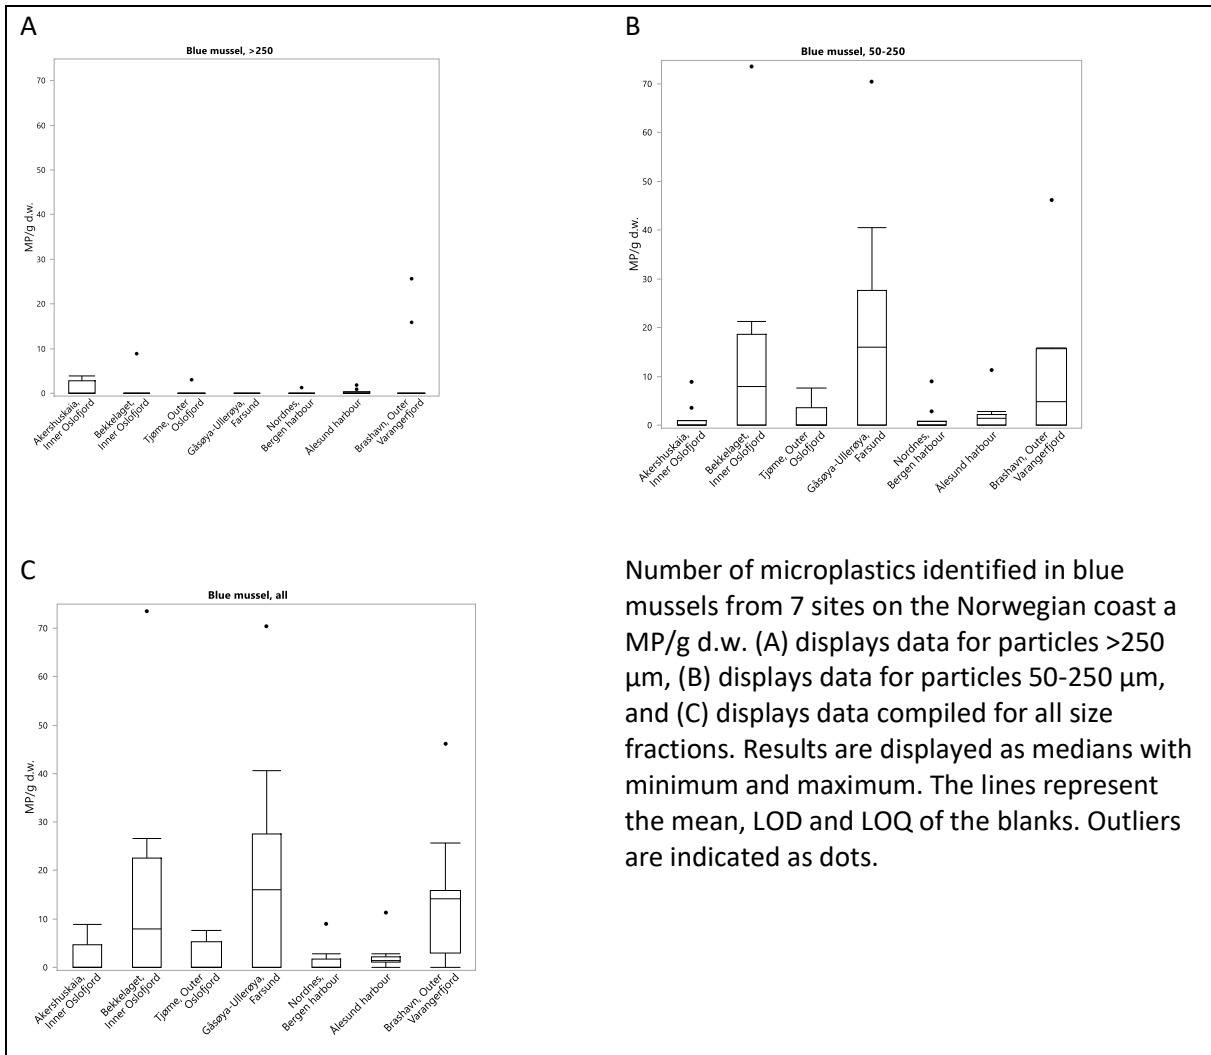 A
Blue mussel, >250
MP/g d.w.
70
60
50
40
30
20
10
0
Akershuskaia,
Inner Oslofjord
Bekkelaget,
Inner Oslofjord
Tjøme, Outer
Oslofjord
Gåsøya-Ullerøya,
Farsund
Nordnes,
Bergen harbour
Ålesund harbour
Brashavn, Outer
Varangerfjord
B
Blue mussel, 50-250
MP/g d.w.
70
60
50
40
30
20
10
0
Akershuskaia,
Inner Oslofjord
Bekkelaget,
Inner Oslofjord
Tjøme, Outer
Oslofjord
Gåsøya-Ullerøya,
Farsund
Nordnes,
Bergen harbour
Ålesund harbour
Brashavn, Outer
Varangerfjord
C
Blue mussel, all
MP/g d.w.
70
60
50
40
30
20
10
0
Akershuskaia,
Inner Oslofjord
Bekkelaget,
Inner Oslofjord
Tjøme, Outer
Oslofjord
Gåsøya-Ullerøya,
Farsund
Nordnes,
Bergen harbour
Ålesund harbour
Brashavn, Outer
Varangerfjord
Number of microplastics identified in blue
mussels from 7 sites on the Norwegian coast a
MP/g d.w. (A) displays data for particles >250
µm, (B) displays data for particles 50-250 µm,
and (C) displays data compiled for all size
fractions. Results are displayed as medians with
minimum and maximum. The lines represent
the mean, LOD and LOQ of the blanks. Outliers
are indicated as dots.